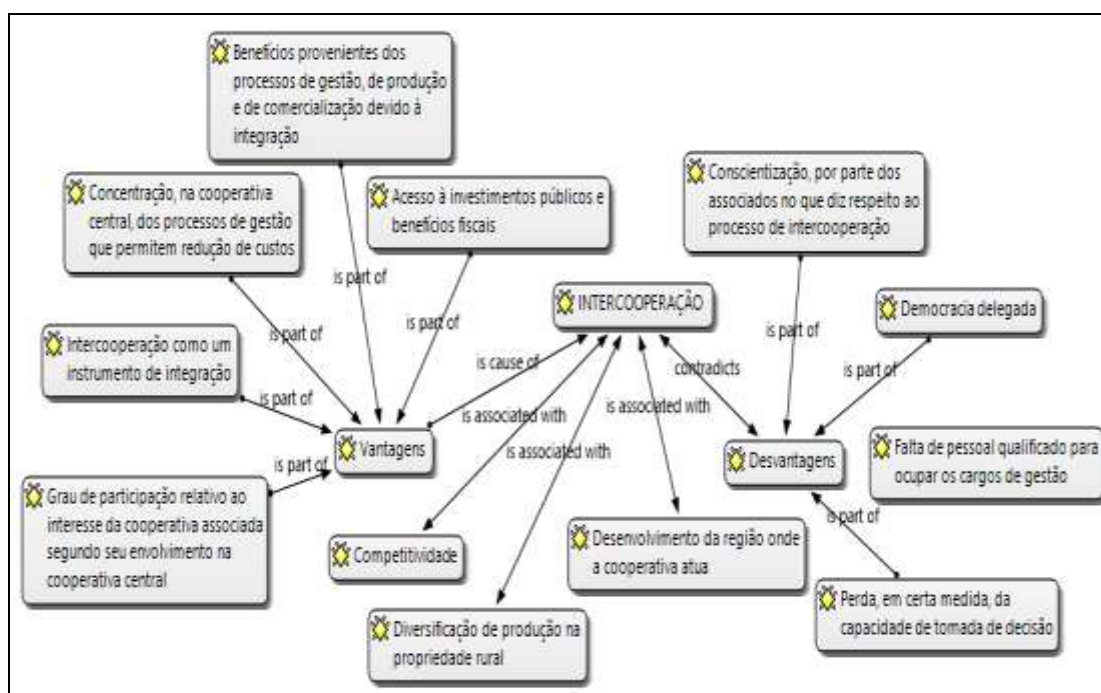 Benefícios provenientes dos
processos de gestão, de produção
e de comercialização devido à
integração
Concentração, na cooperativa
central, dos processos de gestão
que permitem redução de custos
Acesso à investimentos públicos e
benefícios fiscais
Conscientização, por parte dos
associados no que diz respeito ao
processo de intercooperação
is part of
INTERCOOPERAÇÃO
Democracia delegada
is part of
is part of
is part of
Intercooperação como um
instrumento de integração
is cause of
contradicts
is part of
is part of
is associated with
is associated with
is part of
Vantagens
is associated with
Desvantagens
Falta de pessoal qualificado para
ocupar os cargos de gestão
Grau de participação relativo ao
interesse da cooperativa associada
segundo seu envolvimento na
cooperativa central
is part of
Competitividade
Desenvolvimento da região onde
a cooperativa atua
Diversificação de produção na
propriedade rural
Perda, em certa medida, da
capacidade de tomada de decisão